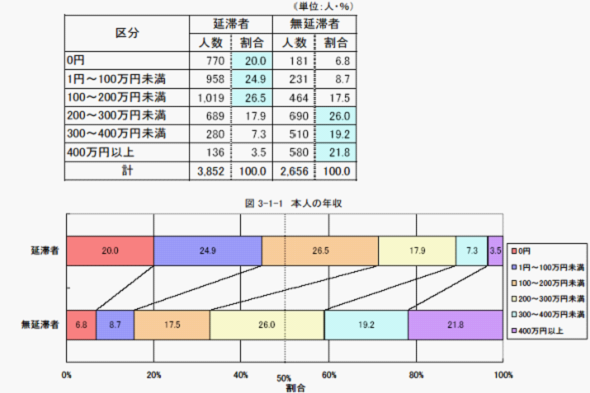 （単位：人・％）
区分 延滞者 無延滞者
人数 割合 人数 割合
0円 770 20.0 181 6.8
1円～100万円未満 958 24.9 231 8.7
100～200万円未満 1,019 26.5 464 17.5
200～300万円未満 689 17.9 690 26.0
300～400万円未満 280 7.3 510 19.2
400万円以上 136 3.5 580 21.8
計 3,852 100.0 2,656 100.0
図 3-1-1 本人の年収
延滞者 20.0 24.9 26.5 17.9 7.3 3.5
無延滞者 6.8 8.7 17.5 26.0 19.2 21.8
0% 20% 40% 50% 60% 80% 100%
割合
0円
1円～100万円未満
100～200万円未満
200～300万円未満
300～400万円未満
400万円以上